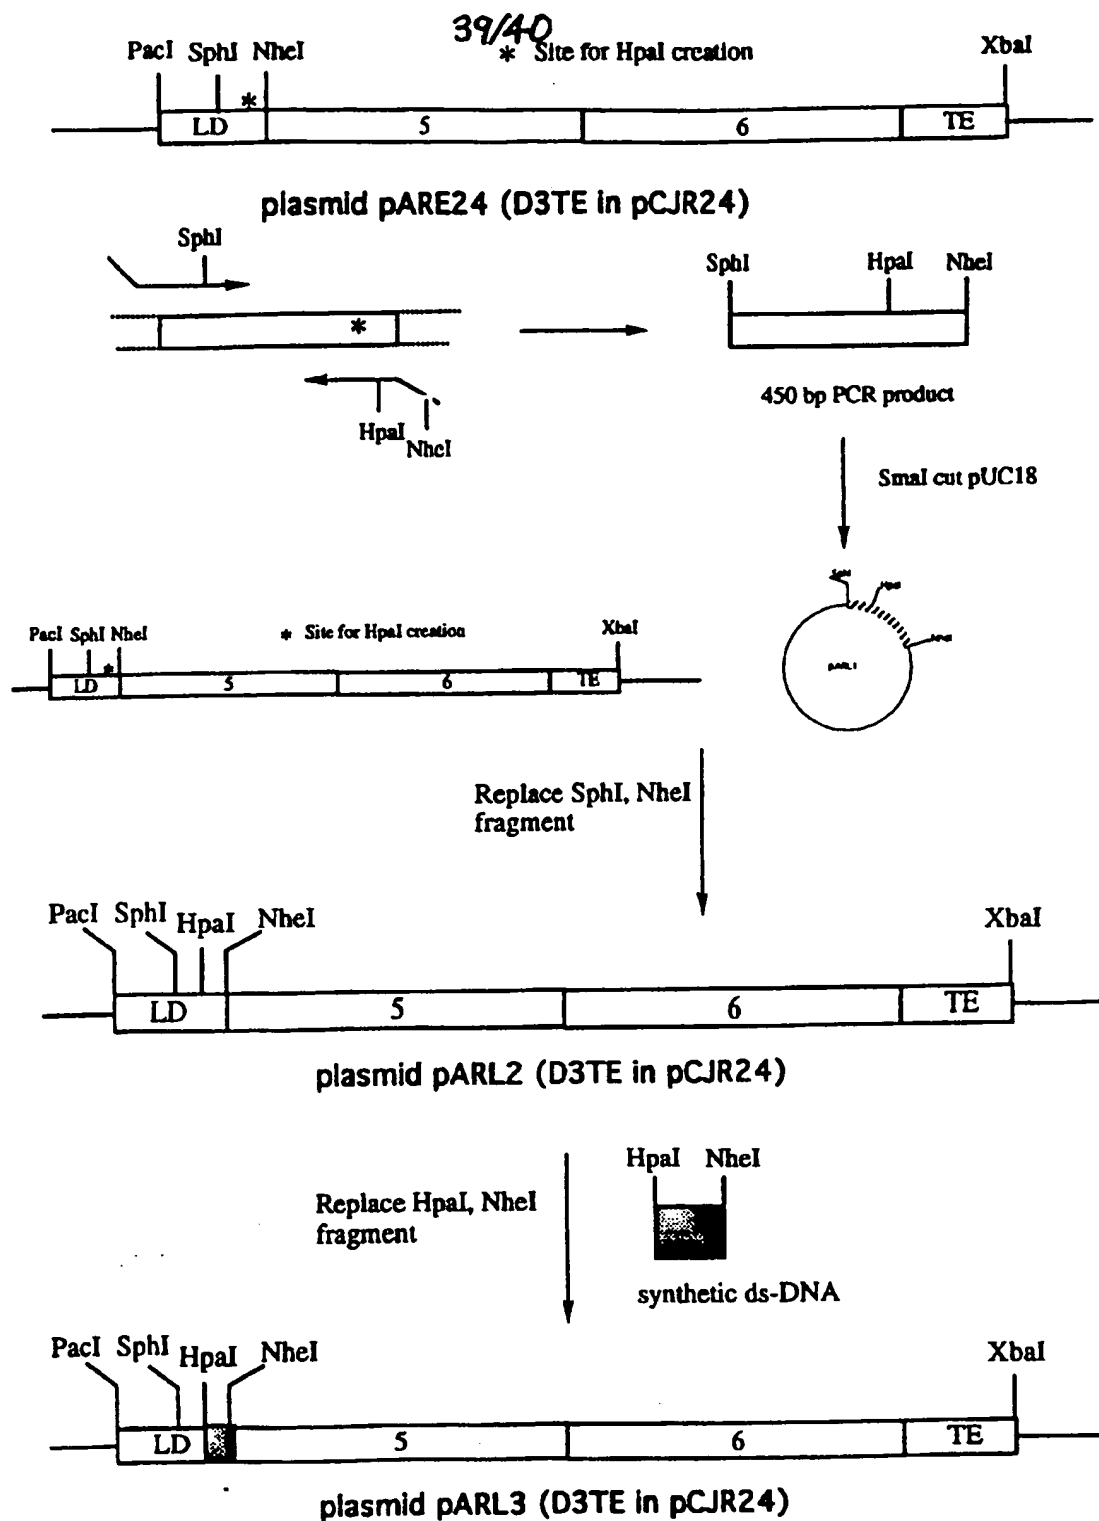 39/40
* Site for HpaI creation
PacI SphI NheI XbaI
*
LD 5 6 TE
plasmid pARE24 (D3TE in pCJR24)
SphI
*
HpaI
NheI
SphI HpaI NheI
450 bp PCR product
SmaI cut pUC18
SphI
HpaI
NheI
pARL1
* Site for HpaI creation
PacI SphI NheI XbaI
*
LD 5 6 TE
Replace SphI, NheI
fragment
PacI SphI HpaI NheI XbaI
LD 5 6 TE
plasmid pARL2 (D3TE in pCJR24)
Replace HpaI, NheI
fragment
HpaI NheI
synthetic ds-DNA
PacI SphI HpaI NheI XbaI
LD 5 6 TE
plasmid pARL3 (D3TE in pCJR24)